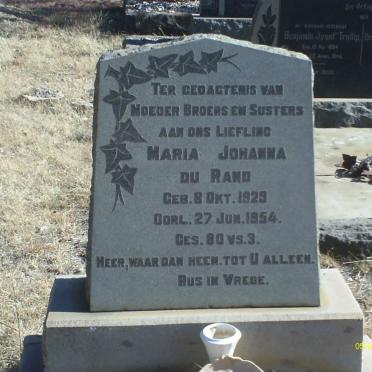 Ter gedagtenis van
Moeder Broers en Susters
aan ons Liefling
Maria Johanna
du Rand
Geb. 8 Okt. 1929
Oorl. 27 Jun. 1954.
Ges. 80 vs. 3.
Heer, waar dan heen, tot U alleen.
Rus in Vrede.